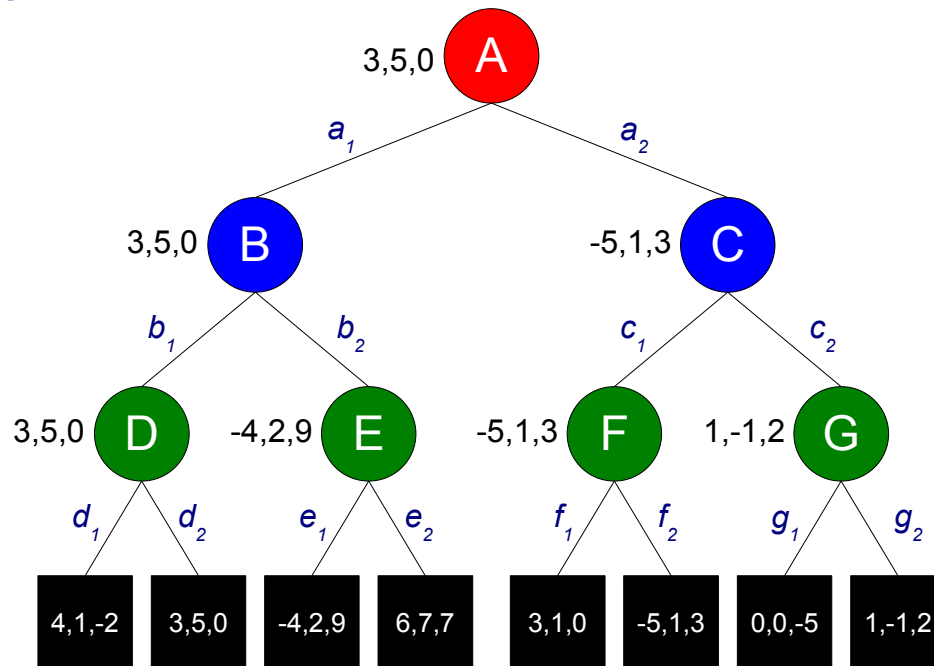 3,5,0 A
a1 a2
3,5,0 B -5,1,3 C
b1 b2 c1 c2
3,5,0 D -4,2,9 E -5,1,3 F 1,-1,2 G
d1 d2 e1 e2 f1 f2 g1 g2
4,1,-2 3,5,0 -4,2,9 6,7,7 3,1,0 -5,1,3 0,0,-5 1,-1,2